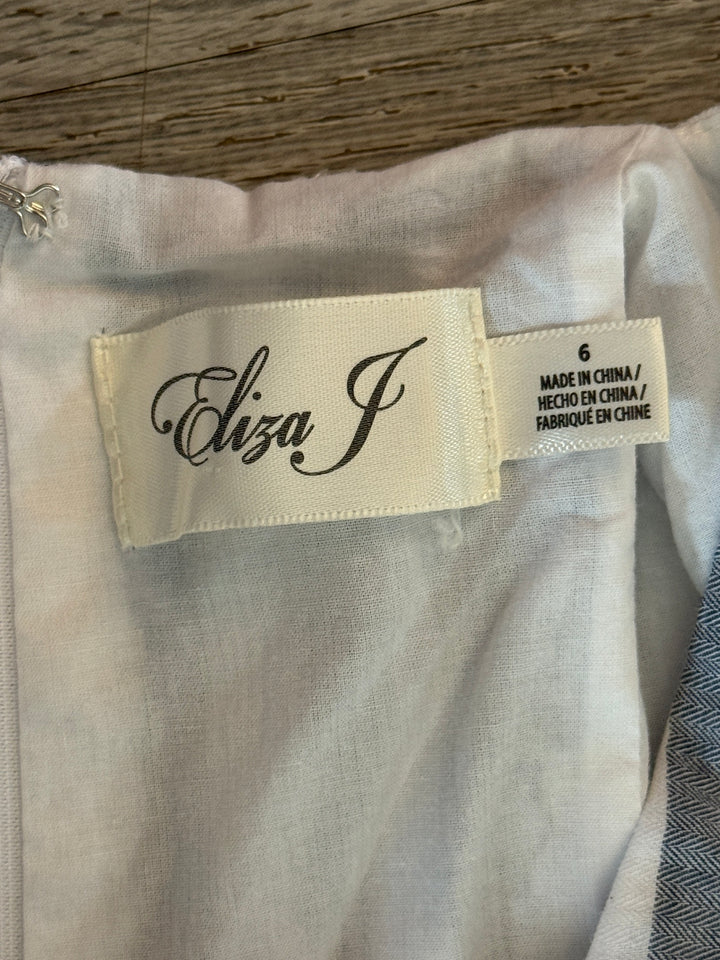 Eliza J
6
MADE IN CHINA /
HECHO EN CHINA /
FABRIQUÉ EN CHINE